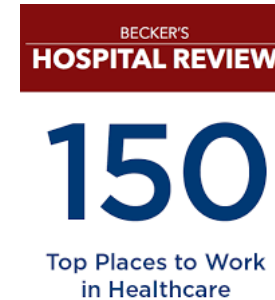 BECKER'S
HOSPITAL REVIEW
150
Top Places to Work
in Healthcare